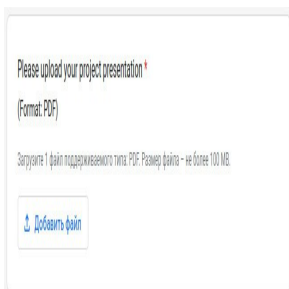 Please upload your project presentation *
(Format: PDF)
Загрузите 1 файл поддерживаемого типа: PDF. Размер файла – не более 100 MB.
Добавить файл